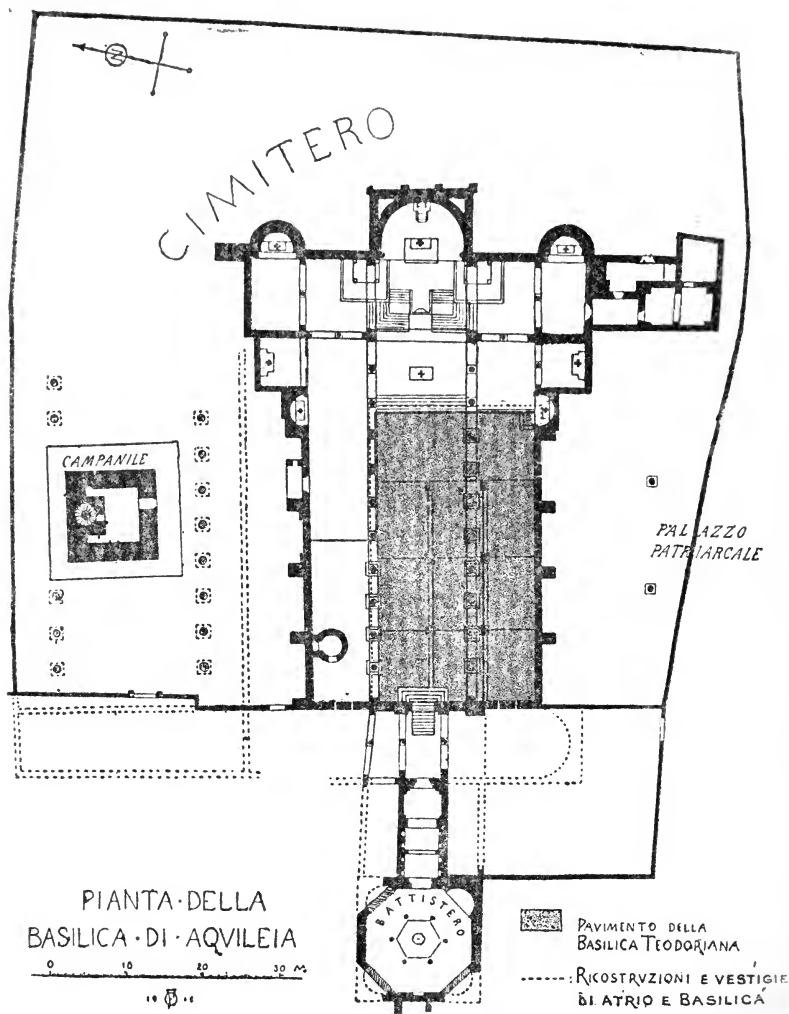 N
CIMITERO
CAMPANILE
PALAZZO
PATRIARCALE
BATTISTERO
PIANTA·DELLA
BASILICA·DI·AQVILEIA
0 10 20 30 M.
PAVIMENTO DELLA
BASILICA TEODORIANA
RICOSTRVZIONI E VESTIGIE
DI ATRIO E BASILICA